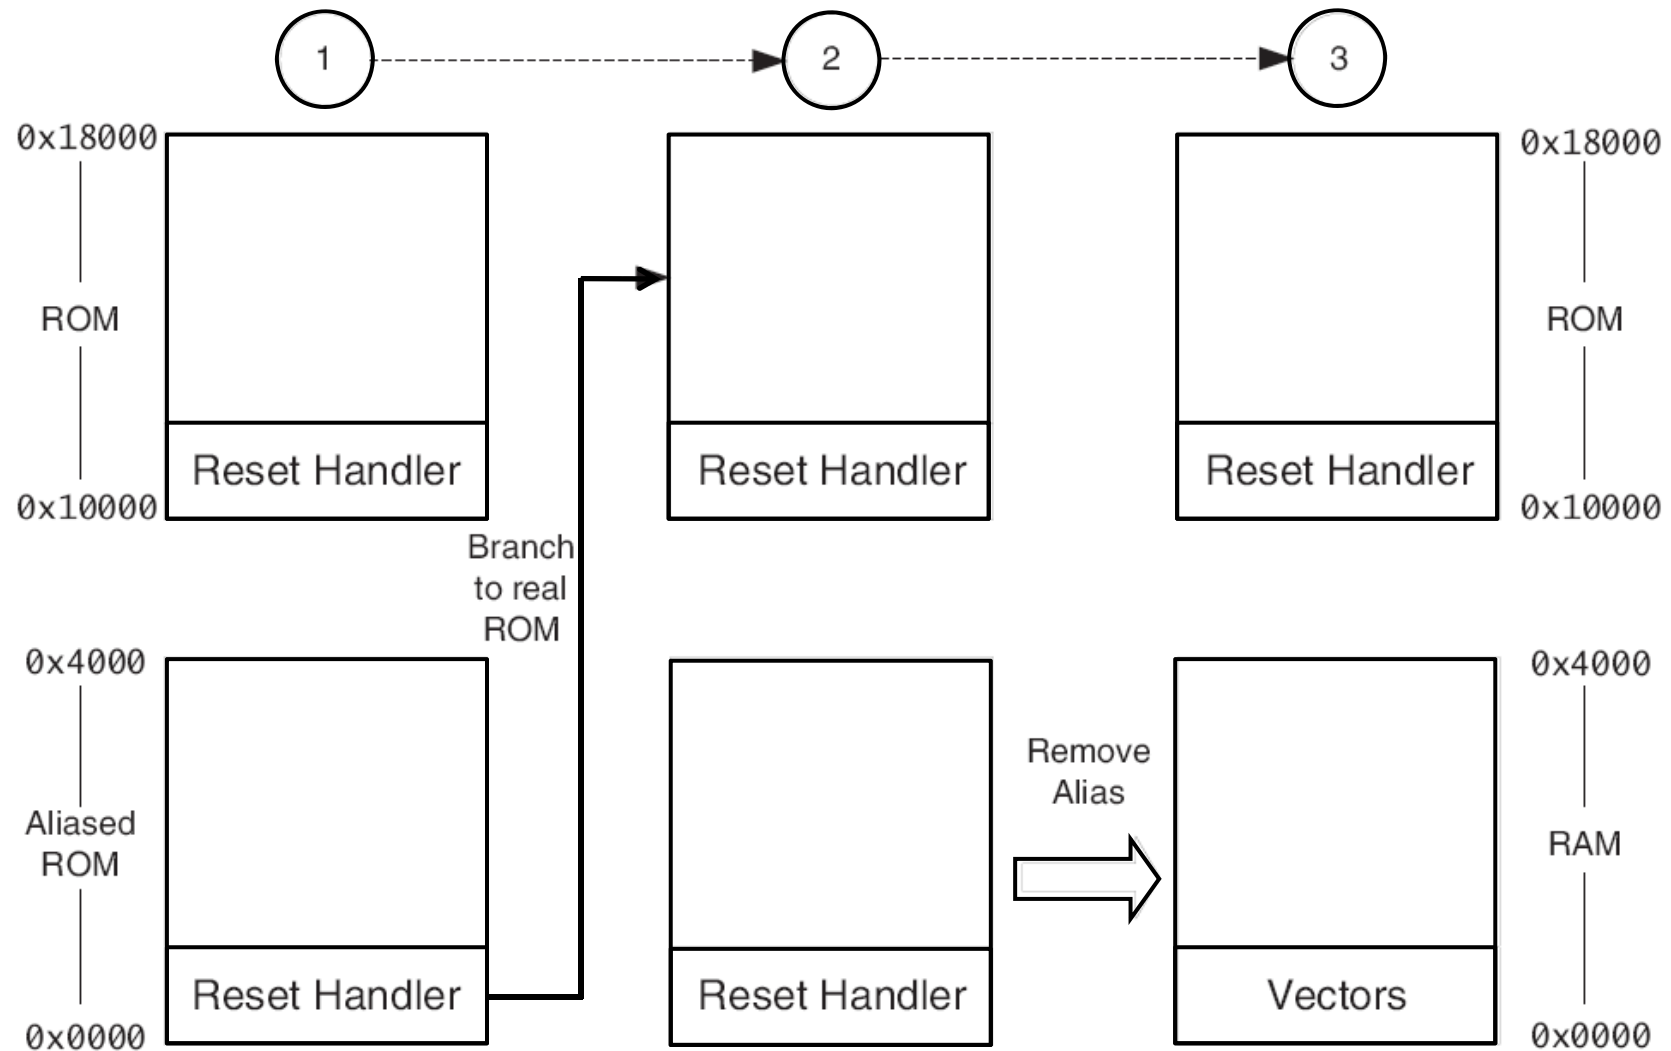 1
2
3
0x18000
ROM
0x10000
Reset Handler
Reset Handler
Reset Handler
0x18000
ROM
0x10000
Branch
to real
ROM
0x4000
Aliased
ROM
0x0000
Reset Handler
Reset Handler
Remove
Alias
Vectors
0x4000
RAM
0x0000